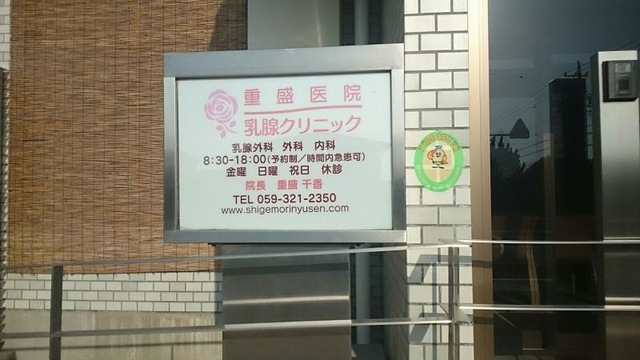 重盛医院
乳腺クリニック
乳腺外科 外科 内科
8:30-18:00(予約制/時間内急患可)
金曜 日曜 祝日 休診
院長 重盛 千香
TEL 059-321-2350
www.shigemorinyusen.com